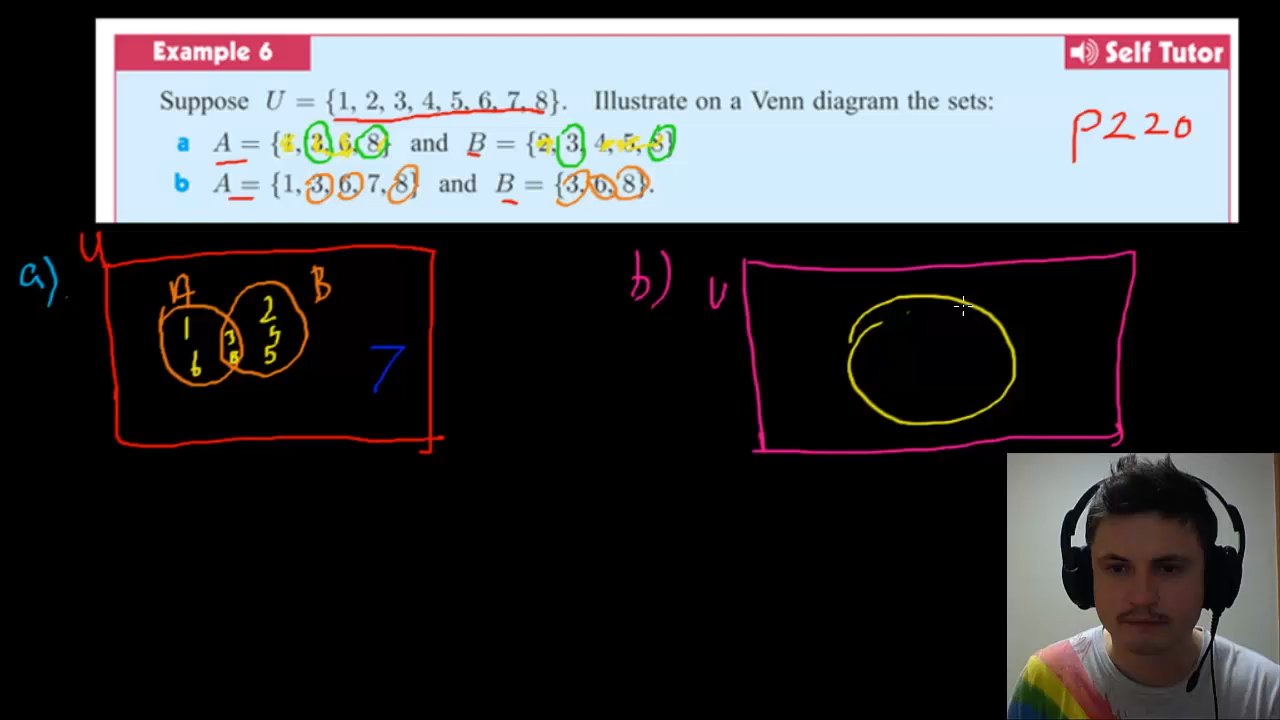 Example 6
Self Tutor
Suppose U = {1, 2, 3, 4, 5, 6, 7, 8}. Illustrate on a Venn diagram the sets:
a A = {1, 3, 6, 8} and B = {2, 3, 4, 5, 8}
b A = {1, 3, 6, 7, 8} and B = {3, 6, 8}.
P220
a)
U
A
B
1
2
3
6
8
5
7
b)
U